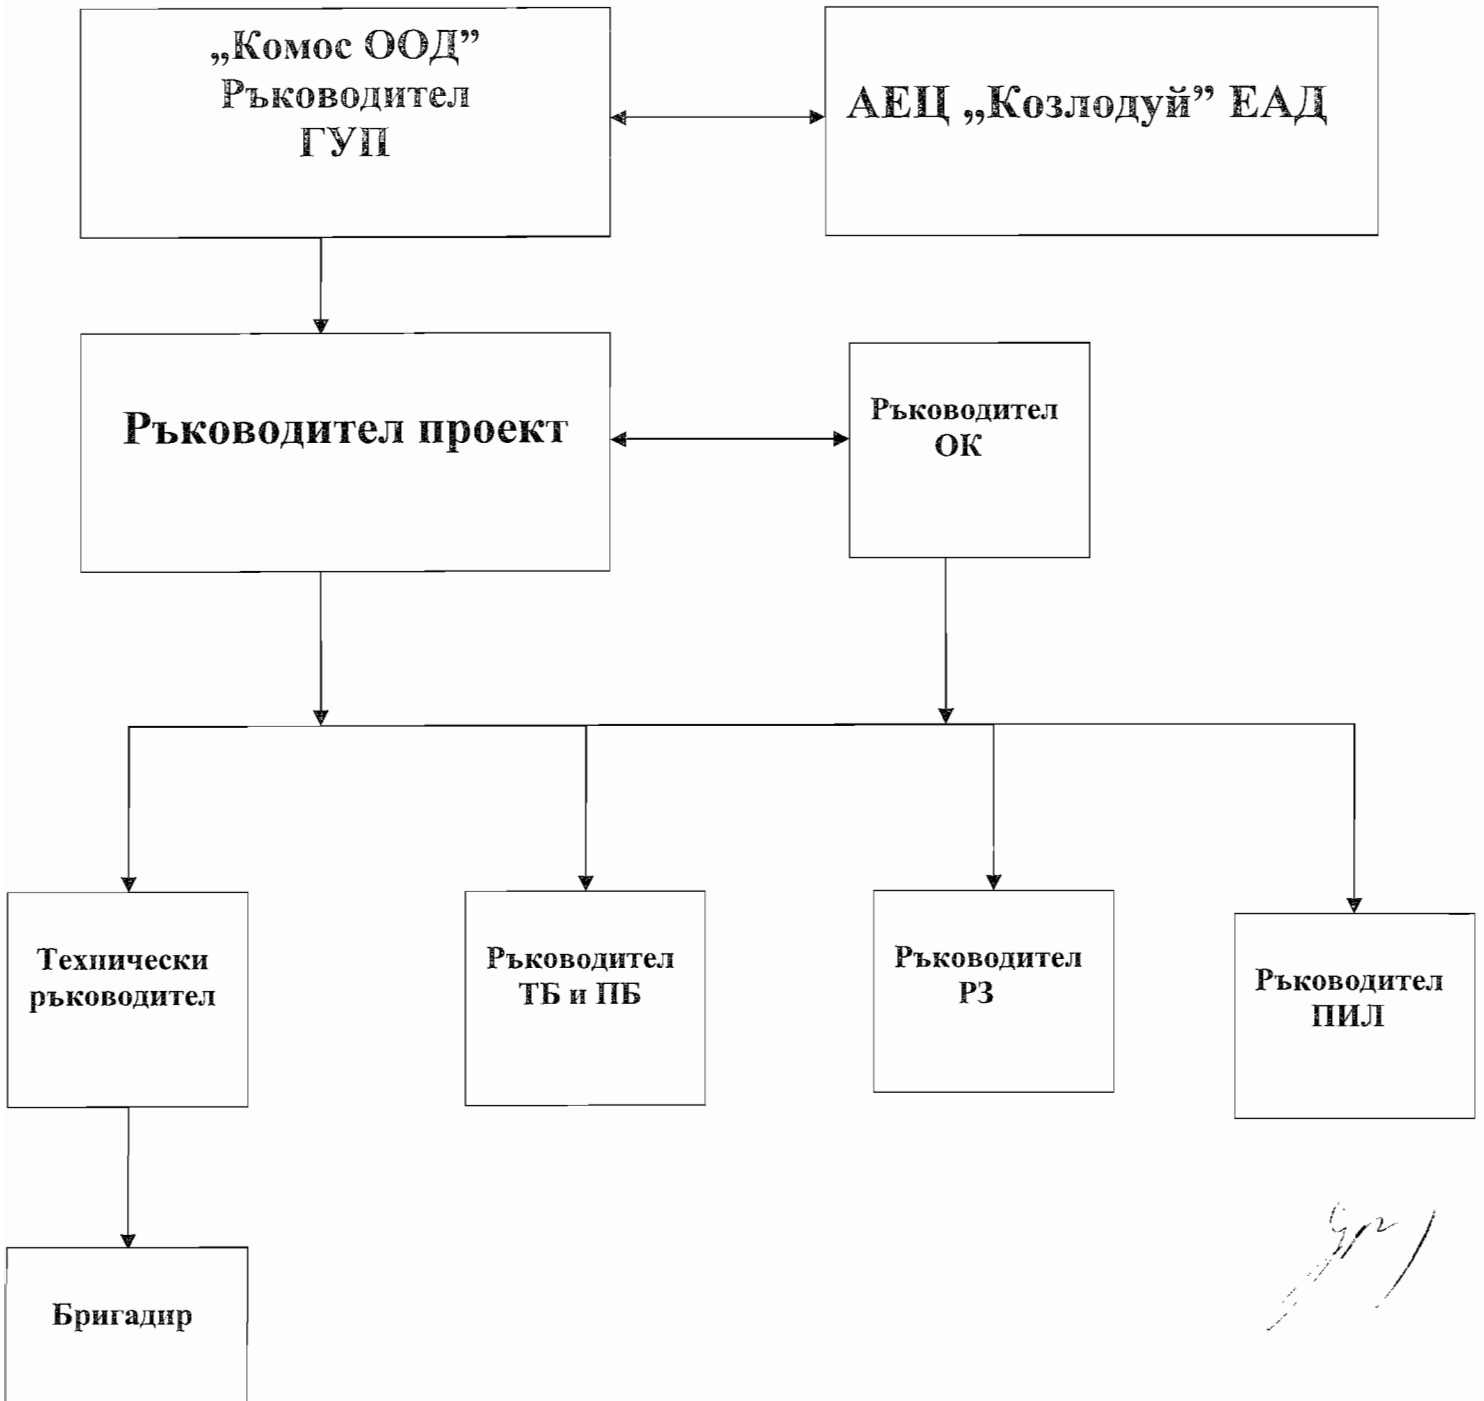 „Комос ООД”
Ръководител
ГУП
АЕЦ „Козлодуй” ЕАД
Ръководител проект
Ръководител
ОК
Технически
ръководител
Ръководител
ТБ и ПБ
Ръководител
РЗ
Ръководител
ПИЛ
Бригадир